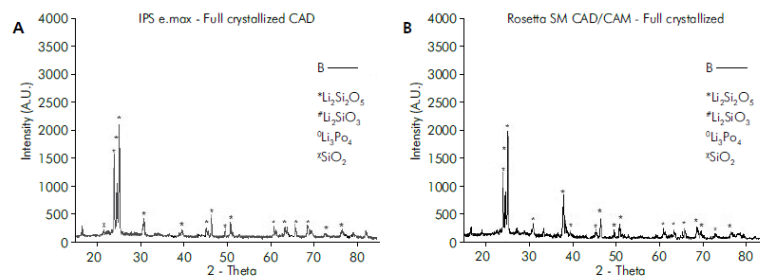 A
IPS e.max - Full crystallized CAD
4000
3500
3000
2500
2000
1500
1000
500
0
Intensity (A.U.)
B
*Li₂Si₂O₅
#Li₂SiO₃
⁰Li₃Po₄
ˣSiO₂
20 30 40 50 60 70 80
2 - Theta
B
Rosetta SM CAD/CAM - Full crystallized
4000
3500
3000
2500
2000
1500
1000
500
0
Intensity (A.U.)
B
*Li₂Si₂O₅
#Li₂SiO₃
⁰Li₃Po₄
ˣSiO₂
20 30 40 50 60 70 80
2 - Theta